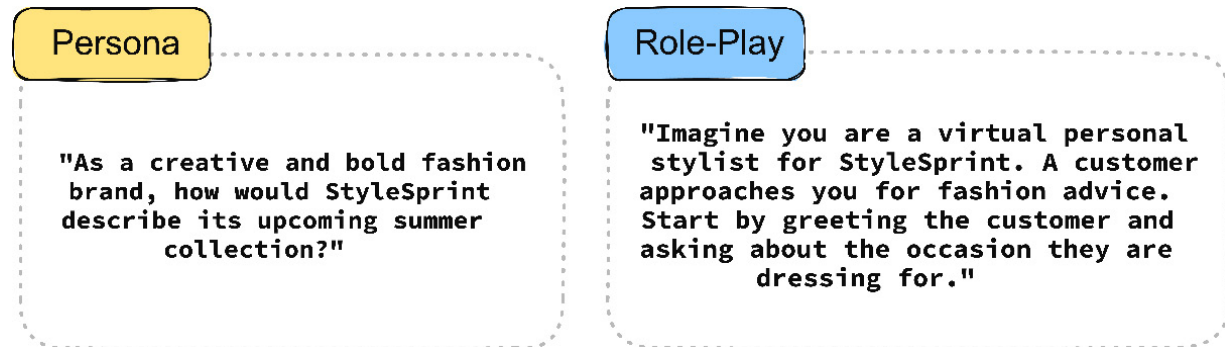 Persona
"As a creative and bold fashion
brand, how would StyleSprint
describe its upcoming summer
collection?"
Role-Play
"Imagine you are a virtual personal
stylist for StyleSprint. A customer
approaches you for fashion advice.
Start by greeting the customer and
asking about the occasion they are
dressing for."